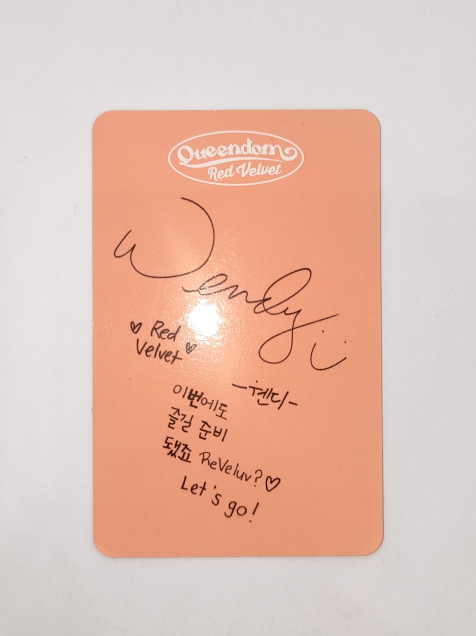 Queendom
Red Velvet
Wendy
♡ Red
Velvet ♡
-웬디-
이번에도
즐길 준비
됐죠 ReVeluv? ♡
Let's go!